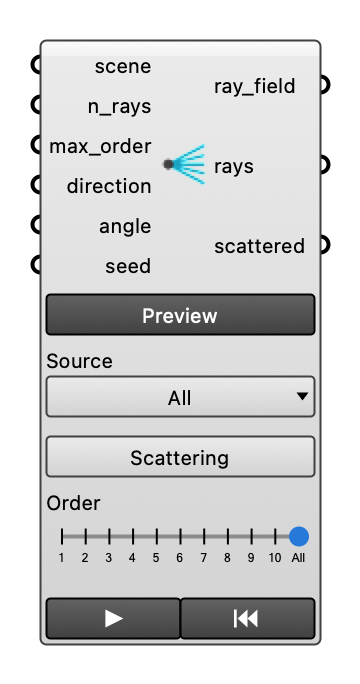 scene
n_rays
max_order
direction
angle
seed
ray_field
rays
scattered
Preview
Source
All
Scattering
Order
1 2 3 4 5 6 7 8 9 10 All